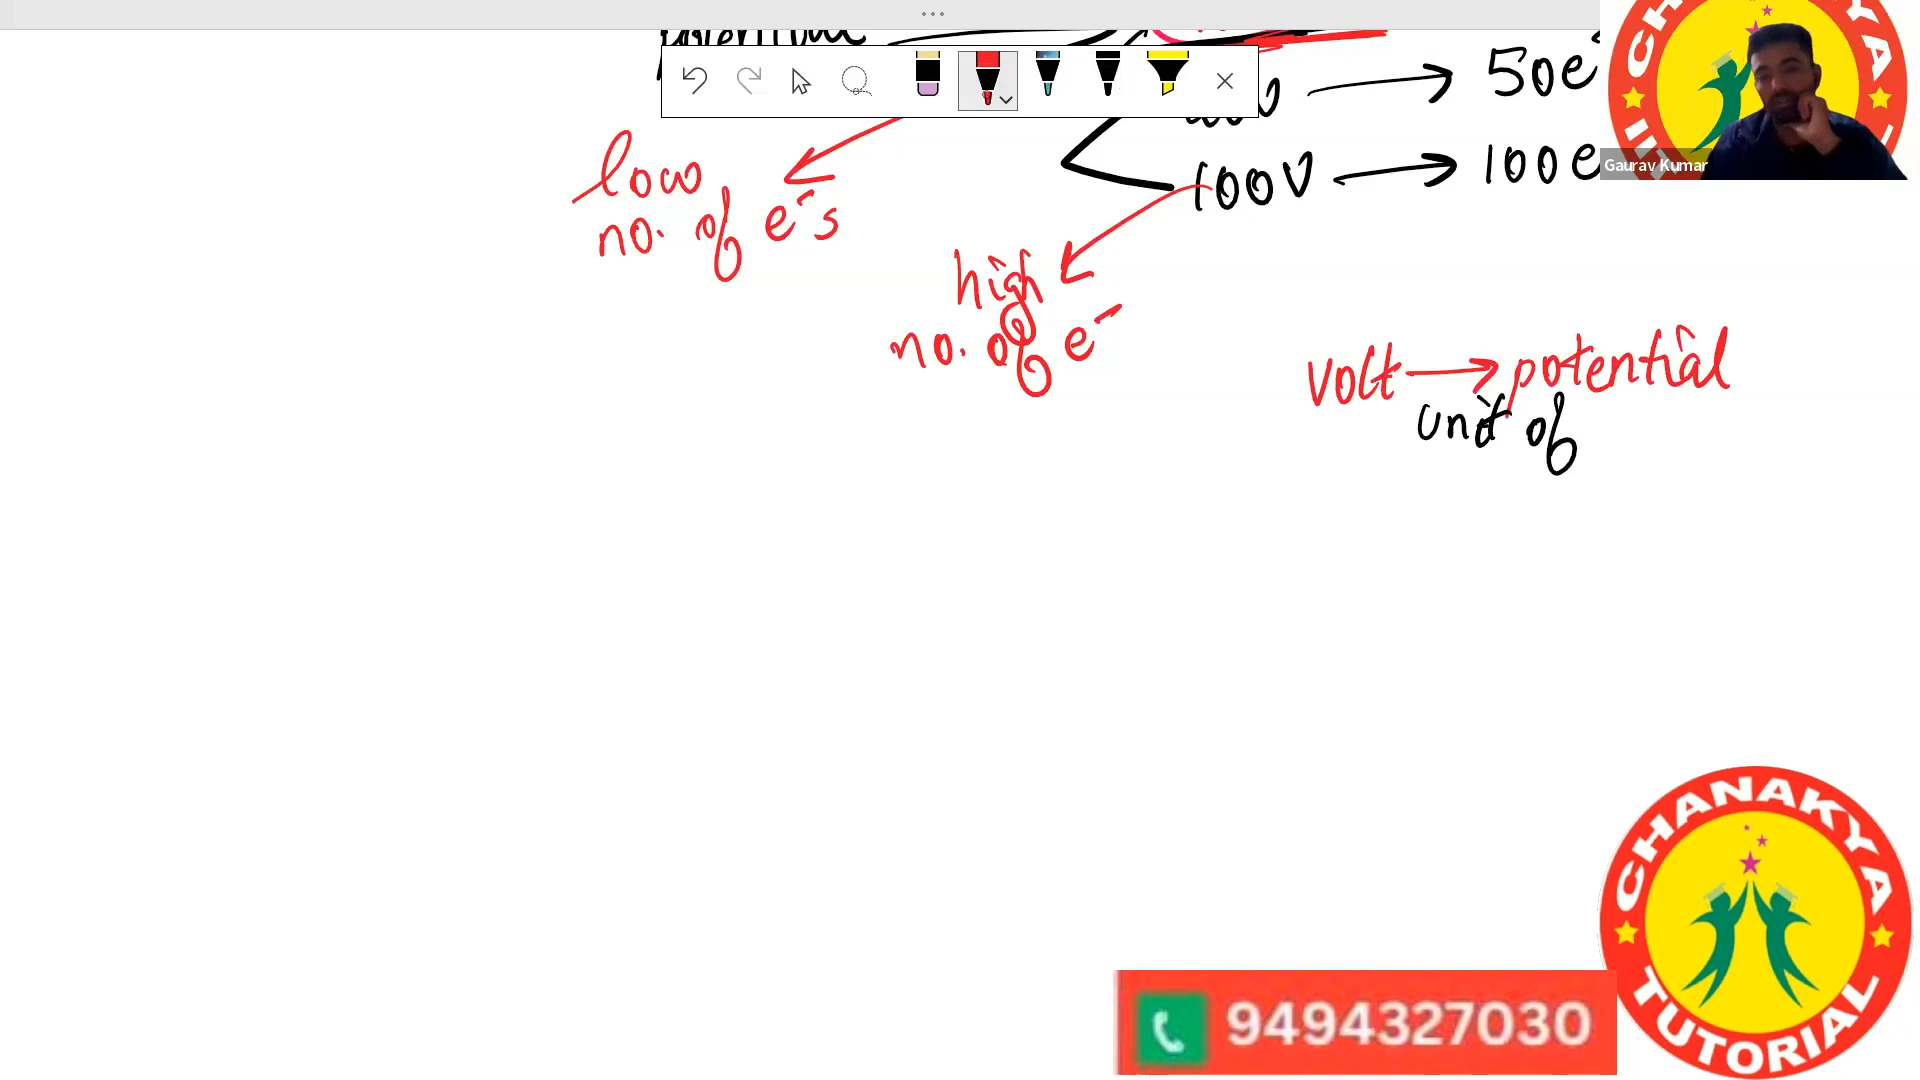 50e
100V → 100e
Gaurav Kumar
low
no. of e⁻s
high
no. of e⁻
volt → potential
unit of
CHANAKYA
TUTORIAL
9494327030